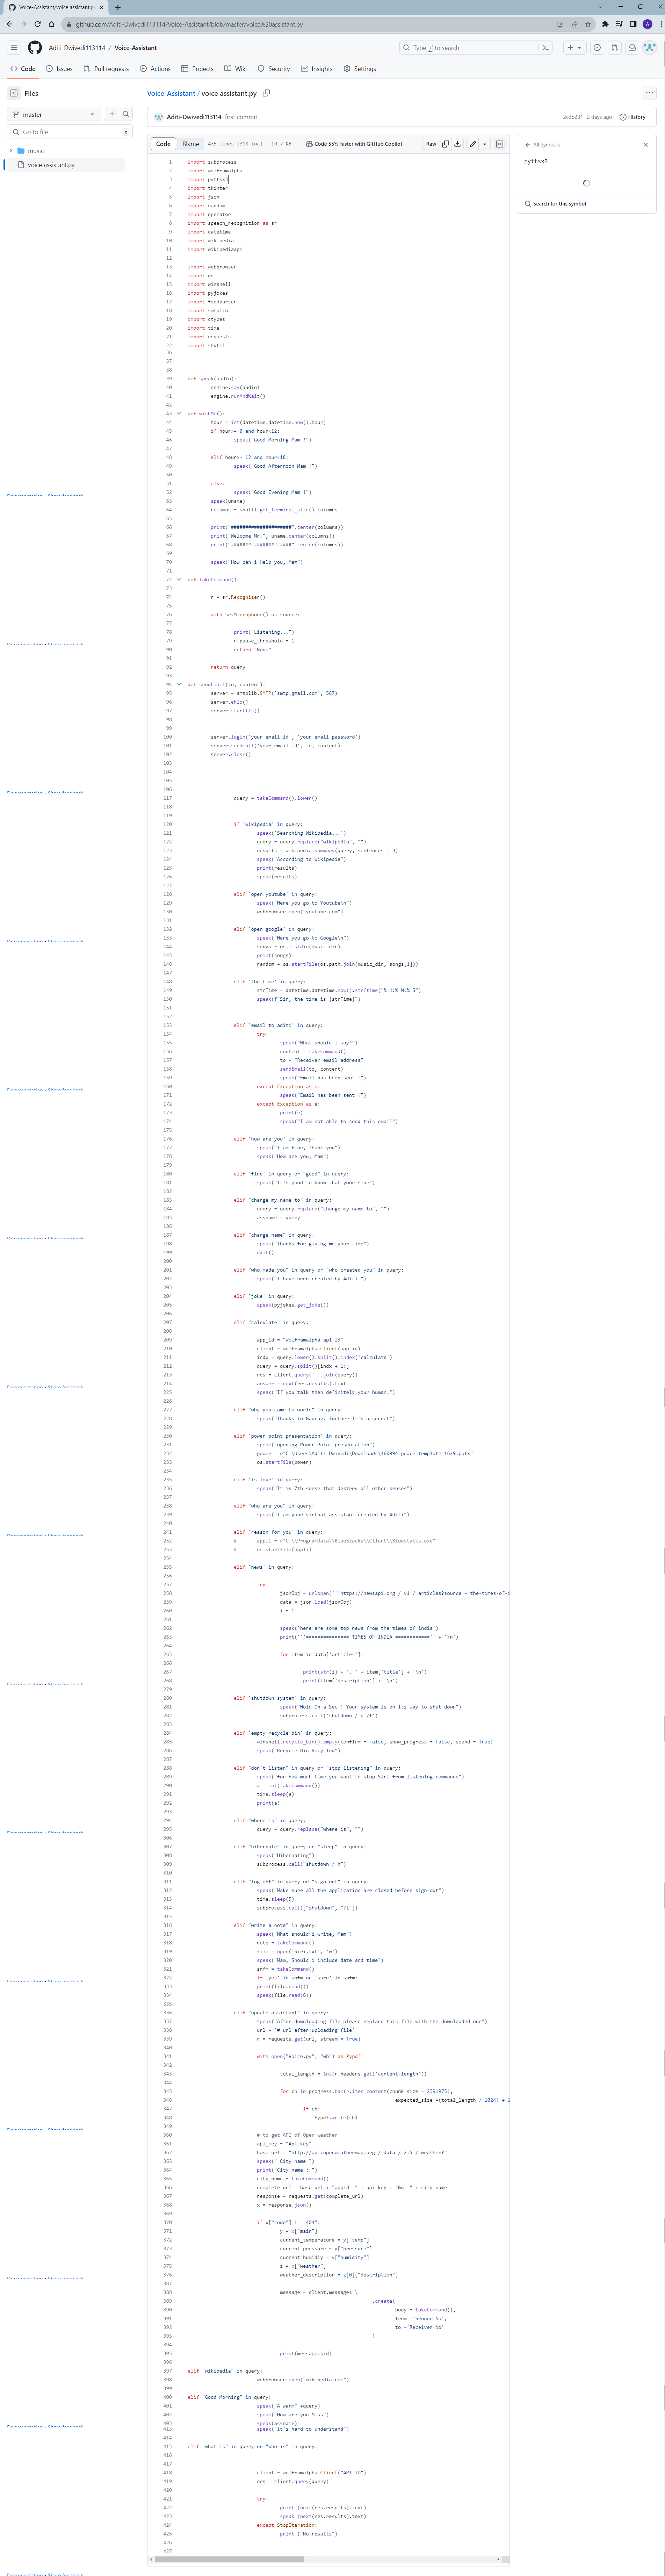 Voice-Assistant/voice assistant.p
github.com/Aditi-Dwivedi113114/Voice-Assistant/blob/master/voice%20assistant.py
Aditi-Dwivedi113114 / Voice-Assistant
Type / to search
Code Issues Pull requests Actions Projects Wiki Security Insights Settings
Files
Voice-Assistant / voice assistant.py
master
Aditi-Dwivedi113114 first commit
2cdb231 · 2 days ago History
Go to file t
music
voice assistant.py
Code Blame 435 lines (318 loc) · 10.7 KB Code 55% faster with GitHub Copilot Raw
All Symbols
pyttsx3
Search for this symbol
1 import subprocess
2 import wolframalpha
3 import pyttsx3
4 import tkinter
5 import json
6 import random
7 import operator
8 import speech_recognition as sr
9 import datetime
10 import wikipedia
11 import wikipediaapi
12
13 import webbrowser
14 import os
15 import winshell
16 import pyjokes
17 import feedparser
18 import smtplib
19 import ctypes
20 import time
21 import requests
22 import shutil
36
37
38
39 def speak(audio):
40 engine.say(audio)
41 engine.runAndWait()
42
43 def wishMe():
44 hour = int(datetime.datetime.now().hour)
45 if hour>= 0 and hour<12:
46 speak("Good Morning Mam !")
47
48 elif hour>= 12 and hour<18:
49 speak("Good Afternoon Mam !")
50
51 else:
52 speak("Good Evening Mam !")
63 speak(uname)
64 columns = shutil.get_terminal_size().columns
65
66 print("#####################".center(columns))
67 print("Welcome Mr.", uname.center(columns))
68 print("#####################".center(columns))
69
70 speak("How can i Help you, Mam")
71
72 def takeCommand():
73
74 r = sr.Recognizer()
75
76 with sr.Microphone() as source:
77
78 print("Listening...")
79 r.pause_threshold = 1
90 return "None"
91
92 return query
93
94 def sendEmail(to, content):
95 server = smtplib.SMTP('smtp.gmail.com', 587)
96 server.ehlo()
97 server.starttls()
98
99
100 server.login('your email id', 'your email password')
101 server.sendmail('your email id', to, content)
102 server.close()
103
104
105
106
117 query = takeCommand().lower()
118
119
120 if 'wikipedia' in query:
121 speak('Searching Wikipedia...')
122 query = query.replace("wikipedia", "")
123 results = wikipedia.summary(query, sentences = 3)
124 speak("According to Wikipedia")
125 print(results)
126 speak(results)
127
128 elif 'open youtube' in query:
129 speak("Here you go to Youtube\n")
130 webbrowser.open("youtube.com")
131
132 elif 'open google' in query:
133 speak("Here you go to Google\n")
144 songs = os.listdir(music_dir)
145 print(songs)
146 random = os.startfile(os.path.join(music_dir, songs[1]))
147
148 elif 'the time' in query:
149 strTime = datetime.datetime.now().strftime("% H:% M:% S")
150 speak(f"Sir, the time is {strTime}")
151
152
153 elif 'email to aditi' in query:
154 try:
155 speak("What should I say?")
156 content = takeCommand()
157 to = "Receiver email address"
158 sendEmail(to, content)
159 speak("Email has been sent !")
160 except Exception as e:
171 speak("Email has been sent !")
172 except Exception as e:
173 print(e)
174 speak("I am not able to send this email")
175
176 elif 'how are you' in query:
177 speak("I am fine, Thank you")
178 speak("How are you, Mam")
179
180 elif 'fine' in query or "good" in query:
181 speak("It's good to know that your fine")
182
183 elif "change my name to" in query:
184 query = query.replace("change my name to", "")
185 assname = query
186
187 elif "change name" in query:
198 speak("Thanks for giving me your time")
199 exit()
200
201 elif "who made you" in query or "who created you" in query:
202 speak("I have been created by Aditi.")
203
204 elif 'joke' in query:
205 speak(pyjokes.get_joke())
206
207 elif "calculate" in query:
208
209 app_id = "Wolframalpha api id"
210 client = wolframalpha.Client(app_id)
211 indx = query.lower().split().index('calculate')
212 query = query.split()[indx + 1:]
213 res = client.query(' '.join(query))
214 answer = next(res.results).text
225 speak("If you talk then definitely your human.")
226
227 elif "why you came to world" in query:
228 speak("Thanks to Gaurav. further It's a secret")
229
230 elif 'power point presentation' in query:
231 speak("opening Power Point presentation")
232 power = r"C:\Users\Aditi Dwivedi\Downloads\160994-peace-template-16x9.pptx"
233 os.startfile(power)
234
235 elif 'is love' in query:
236 speak("It is 7th sense that destroy all other senses")
237
238 elif "who are you" in query:
239 speak("I am your virtual assistant created by Aditi")
240
241 elif 'reason for you' in query:
252 # appli = r"C:\\ProgramData\\BlueStacks\\Client\\Bluestacks.exe"
253 # os.startfile(appli)
254
255 elif 'news' in query:
256
257 try:
258 jsonObj = urlopen('''https://newsapi.org / v1 / articles?source = the-times-of-i
259 data = json.load(jsonObj)
260 i = 1
261
262 speak('here are some top news from the times of india')
263 print('''=============== TIMES OF INDIA ============'''+ '\n')
264
265 for item in data['articles']:
266
267 print(str(i) + '. ' + item['title'] + '\n')
268 print(item['description'] + '\n')
279
280 elif 'shutdown system' in query:
281 speak("Hold On a Sec ! Your system is on its way to shut down")
282 subprocess.call('shutdown / p /f')
283
284 elif 'empty recycle bin' in query:
285 winshell.recycle_bin().empty(confirm = False, show_progress = False, sound = True)
286 speak("Recycle Bin Recycled")
287
288 elif "don't listen" in query or "stop listening" in query:
289 speak("for how much time you want to stop Siri from listening commands")
290 a = int(takeCommand())
291 time.sleep(a)
292 print(a)
293
294 elif "where is" in query:
295 query = query.replace("where is", "")
306
307 elif "hibernate" in query or "sleep" in query:
308 speak("Hibernating")
309 subprocess.call("shutdown / h")
310
311 elif "log off" in query or "sign out" in query:
312 speak("Make sure all the application are closed before sign-out")
313 time.sleep(5)
314 subprocess.call(["shutdown", "/l"])
315
316 elif "write a note" in query:
317 speak("What should i write, Mam")
318 note = takeCommand()
319 file = open('Siri.txt', 'w')
320 speak("Mam, Should i include date and time")
321 snfm = takeCommand()
322 if 'yes' in snfm or 'sure' in snfm:
333 print(file.read())
334 speak(file.read(6))
335
336 elif "update assistant" in query:
337 speak("After downloading file please replace this file with the downloaded one")
338 url = '# url after uploading file'
339 r = requests.get(url, stream = True)
340
341 with open("Voice.py", "wb") as Pypdf:
342
343 total_length = int(r.headers.get('content-length'))
344
345 for ch in progress.bar(r.iter_content(chunk_size = 2391975),
346 expected_size =(total_length / 1024) + 1
347 if ch:
348 Pypdf.write(ch)
349
360 # to get API of Open weather
361 api_key = "Api key"
362 base_url = "http://api.openweathermap.org / data / 2.5 / weather?"
363 speak(" City name ")
364 print("City name : ")
365 city_name = takeCommand()
366 complete_url = base_url + "appid =" + api_key + "&q =" + city_name
367 response = requests.get(complete_url)
368 x = response.json()
369
370 if x["code"] != "404":
371 y = x["main"]
372 current_temperature = y["temp"]
373 current_pressure = y["pressure"]
374 current_humidiy = y["humidity"]
375 z = x["weather"]
376 weather_description = z[0]["description"]
387
388 message = client.messages \
389 .create(
390 body = takeCommand(),
391 from_='Sender No',
392 to ='Receiver No'
393 )
394
395 print(message.sid)
396
397 elif "wikipedia" in query:
398 webbrowser.open("wikipedia.com")
399
400 elif "Good Morning" in query:
401 speak("A warm" +query)
402 speak("How are you Miss")
403 speak(assname)
413 speak('it's hard to understand')
414
415 elif "what is" in query or "who is" in query:
416
417
418 client = wolframalpha.Client("API_ID")
419 res = client.query(query)
420
421 try:
422 print (next(res.results).text)
423 speak (next(res.results).text)
424 except StopIteration:
425 print ("No results")
426
427